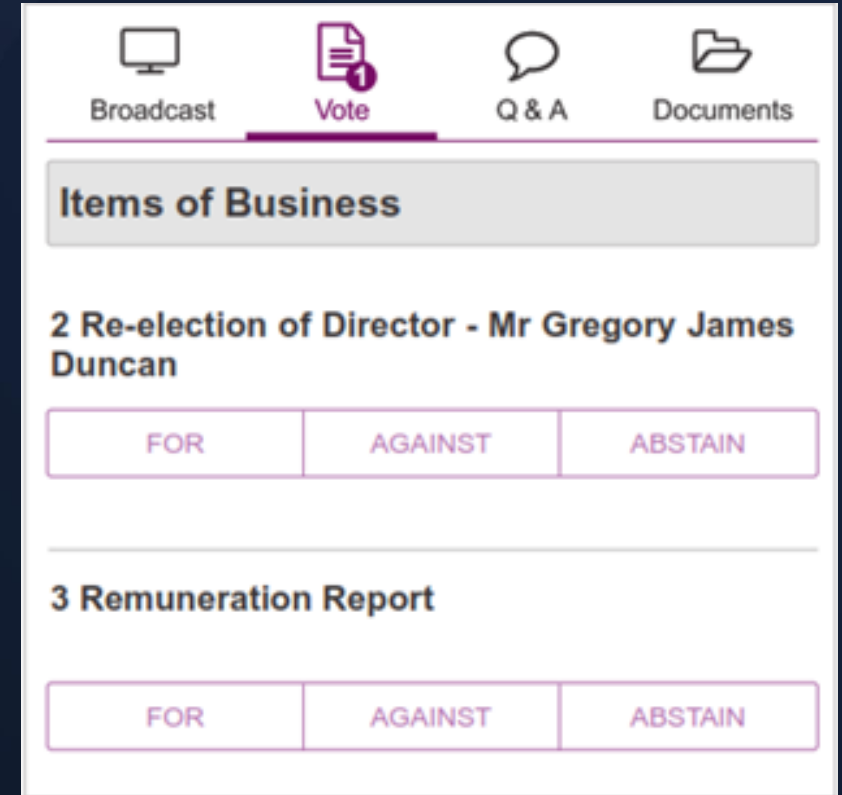 1
Broadcast Vote Q & A Documents
Items of Business
2 Re-election of Director - Mr Gregory James
Duncan
FOR AGAINST ABSTAIN
3 Remuneration Report
FOR AGAINST ABSTAIN